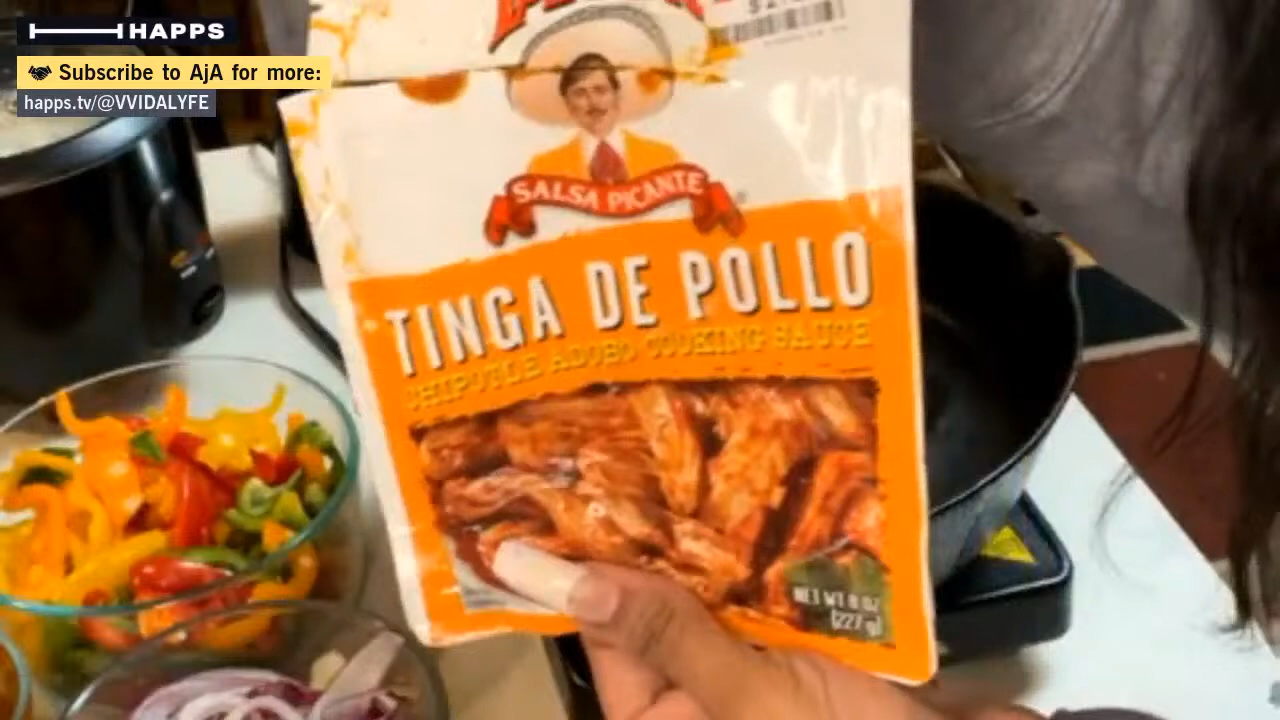 HAPPS
Subscribe to AjA for more:
happs.tv/@VVIDALYFE
SALSA PICANTE
TINGA DE POLLO
CHIPOTLE ADOBO COOKING SAUCE
NET WT 8 OZ
(227 g)